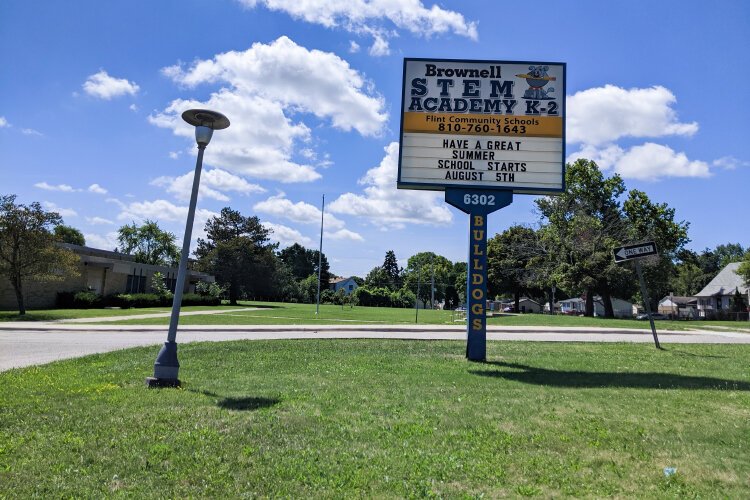 Brownell
STEM
ACADEMY K-2
Flint Community Schools
810-760-1643
HAVE A GREAT
SUMMER
SCHOOL STARTS
AUGUST 5TH
6302
BULLDOGS
ONE WAY